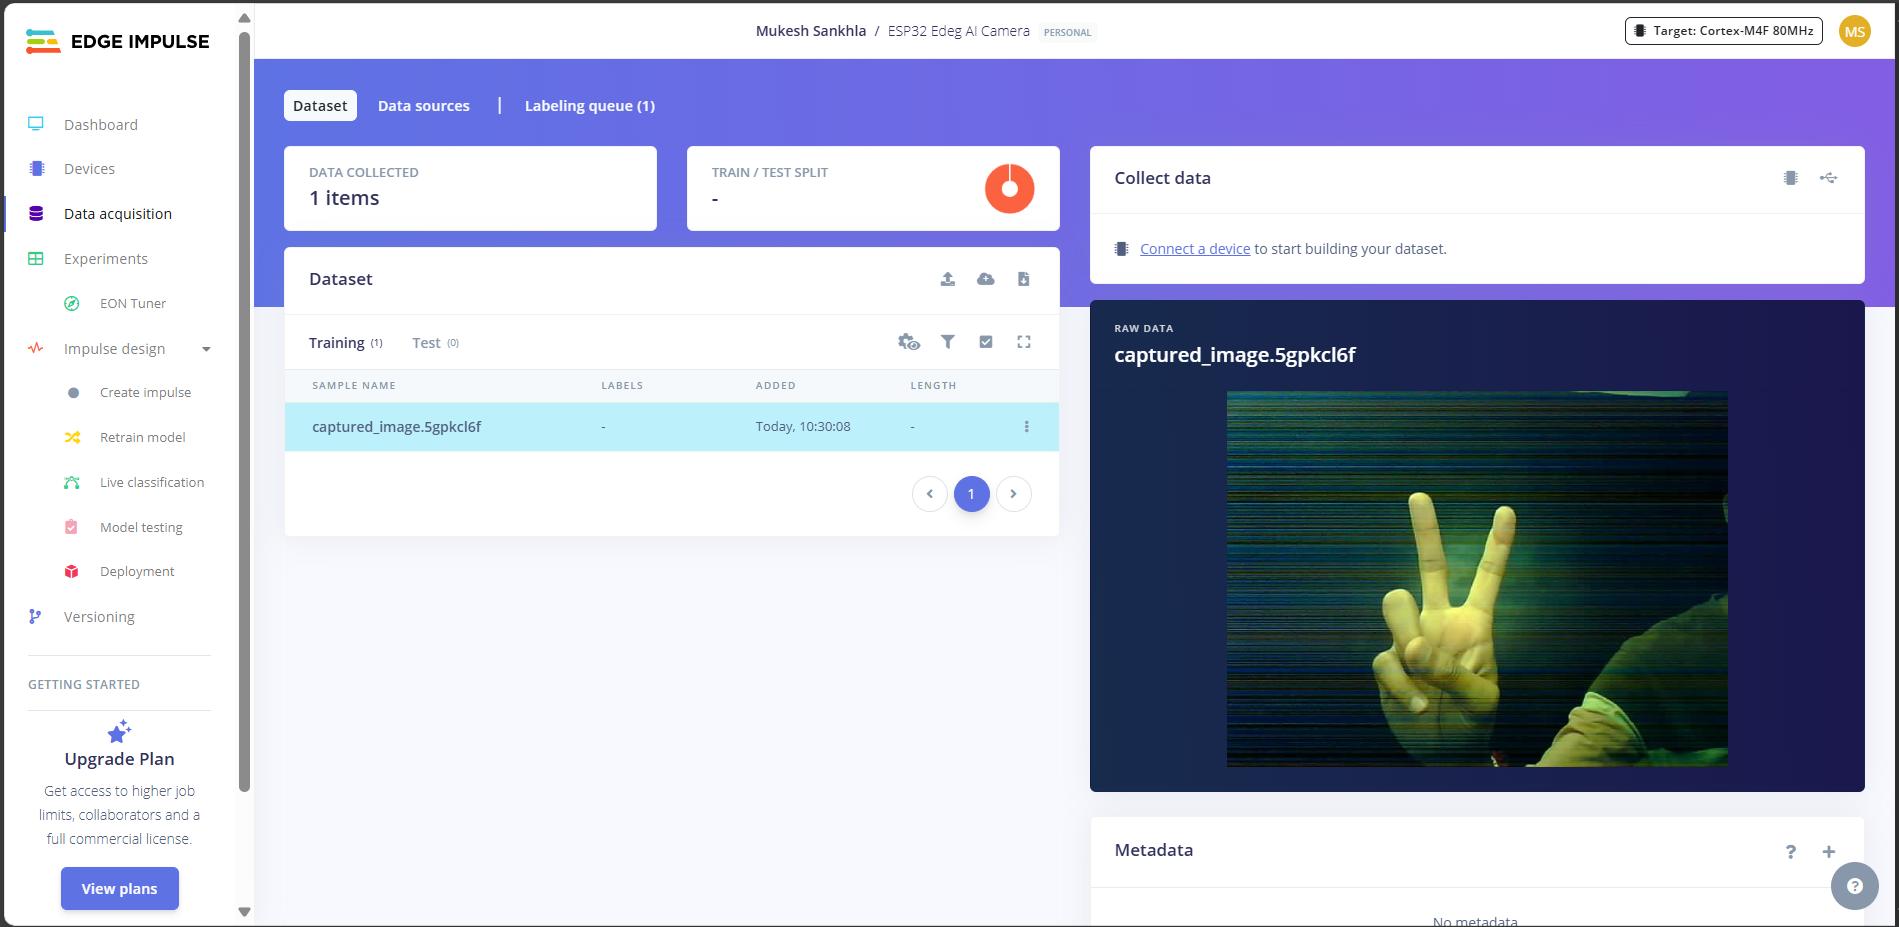 EDGE IMPULSE
Mukesh Sankhla / ESP32 Edeg AI Camera PERSONAL
Target: Cortex-M4F 80MHz
MS
Dashboard
Devices
Data acquisition
Experiments
EON Tuner
Impulse design
Create impulse
Retrain model
Live classification
Model testing
Deployment
Versioning
GETTING STARTED
Upgrade Plan
Get access to higher job
limits, collaborators and a
full commercial license.
View plans
Dataset Data sources | Labeling queue (1)
DATA COLLECTED
1 items
TRAIN / TEST SPLIT
-
Dataset
Training (1) Test (0)
SAMPLE NAME LABELS ADDED LENGTH
captured_image.5gpkcl6f - Today, 10:30:08 -
1
Collect data
Connect a device to start building your dataset.
RAW DATA
captured_image.5gpkcl6f
Metadata
?
No metadata